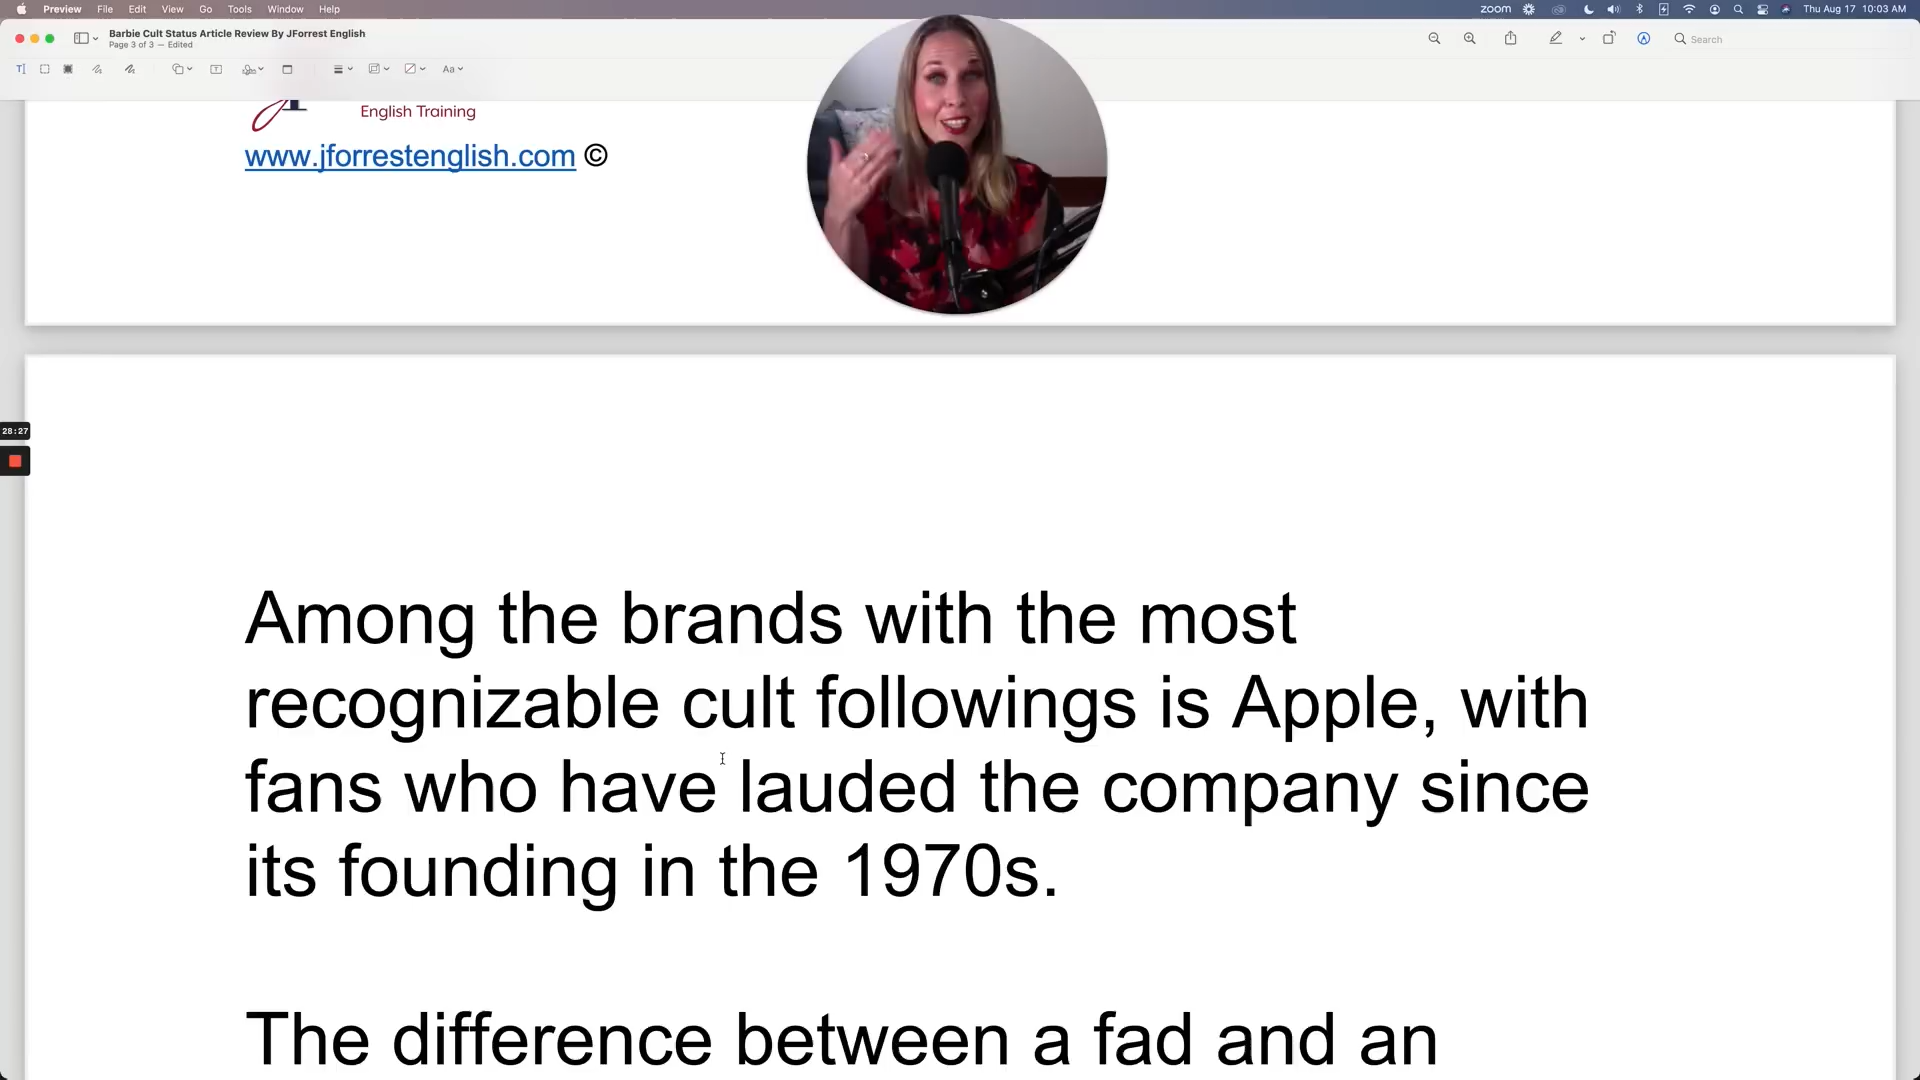 Preview File Edit View Go Tools Window Help
zoom
Thu Aug 17 10:03 AM
Barbie Cult Status Article Review By JForrest English
Page 3 of 3 — Edited
Search
Aa
English Training
www.jforrestenglish.com ©
28:27
Among the brands with the most
recognizable cult followings is Apple, with
fans who have lauded the company since
its founding in the 1970s.
The difference between a fad and an